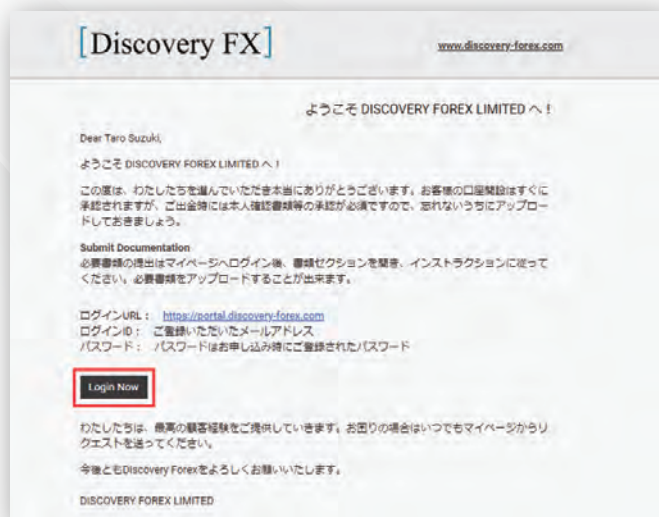 [Discovery FX]
www.discovery-forex.com
ようこそ DISCOVERY FOREX LIMITED へ！
Dear Taro Suzuki,
ようこそ DISCOVERY FOREX LIMITED へ！
この度は、わたしたちを選んでいただき本当にありがとうございます。お客様の口座開設はすぐに
承認されますが、ご出金時には本人確認書類等の承認が必須ですので、忘れないうちにアップロー
ドしておきましょう。
Submit Documentation
必要書類の提出はマイページへログイン後、書類セクションを開き、インストラクションに従って
ください。必要書類をアップロードすることが出来ます。
ログインURL： https://portal.discovery-forex.com
ログインID： ご登録いただいたメールアドレス
パスワード： パスワードはお申し込み時にご登録されたパスワード
Login Now
わたしたちは、最高の顧客経験をご提供していきます。お困りの場合はいつでもマイページからリ
クエストを送ってください。
今後ともDiscovery Forexをよろしくお願いいたします。
DISCOVERY FOREX LIMITED